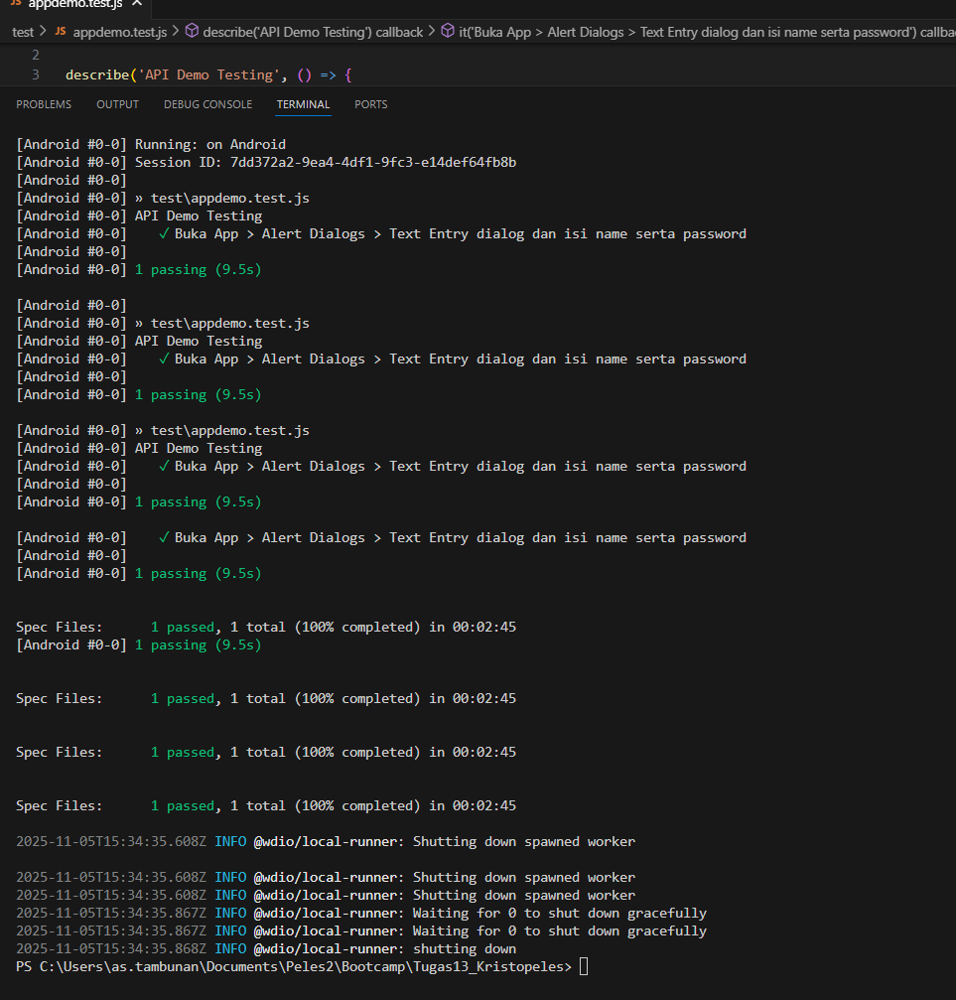 JS appdemo.test.js ×
test > JS appdemo.test.js > describe('API Demo Testing') callback > it('Buka App > Alert Dialogs > Text Entry dialog dan isi name serta password') callba
2
3 describe('API Demo Testing', () => {
PROBLEMS OUTPUT DEBUG CONSOLE TERMINAL PORTS
[Android #0-0] Running: on Android
[Android #0-0] Session ID: 7dd372a2-9ea4-4df1-9fc3-e14def64fb8b
[Android #0-0]
[Android #0-0] » test\appdemo.test.js
[Android #0-0] API Demo Testing
[Android #0-0] ✓ Buka App > Alert Dialogs > Text Entry dialog dan isi name serta password
[Android #0-0]
[Android #0-0] 1 passing (9.5s)
[Android #0-0]
[Android #0-0] » test\appdemo.test.js
[Android #0-0] API Demo Testing
[Android #0-0] ✓ Buka App > Alert Dialogs > Text Entry dialog dan isi name serta password
[Android #0-0]
[Android #0-0] 1 passing (9.5s)
[Android #0-0] » test\appdemo.test.js
[Android #0-0] API Demo Testing
[Android #0-0] ✓ Buka App > Alert Dialogs > Text Entry dialog dan isi name serta password
[Android #0-0]
[Android #0-0] 1 passing (9.5s)
[Android #0-0] ✓ Buka App > Alert Dialogs > Text Entry dialog dan isi name serta password
[Android #0-0]
[Android #0-0] 1 passing (9.5s)
Spec Files: 1 passed, 1 total (100% completed) in 00:02:45
[Android #0-0] 1 passing (9.5s)
Spec Files: 1 passed, 1 total (100% completed) in 00:02:45
Spec Files: 1 passed, 1 total (100% completed) in 00:02:45
Spec Files: 1 passed, 1 total (100% completed) in 00:02:45
2025-11-05T15:34:35.608Z INFO @wdio/local-runner: Shutting down spawned worker
2025-11-05T15:34:35.608Z INFO @wdio/local-runner: Shutting down spawned worker
2025-11-05T15:34:35.608Z INFO @wdio/local-runner: Shutting down spawned worker
2025-11-05T15:34:35.867Z INFO @wdio/local-runner: Waiting for 0 to shut down gracefully
2025-11-05T15:34:35.867Z INFO @wdio/local-runner: Waiting for 0 to shut down gracefully
2025-11-05T15:34:35.868Z INFO @wdio/local-runner: shutting down
PS C:\Users\as.tambunan\Documents\Peles2\Bootcamp\Tugas13_Kristopeles>